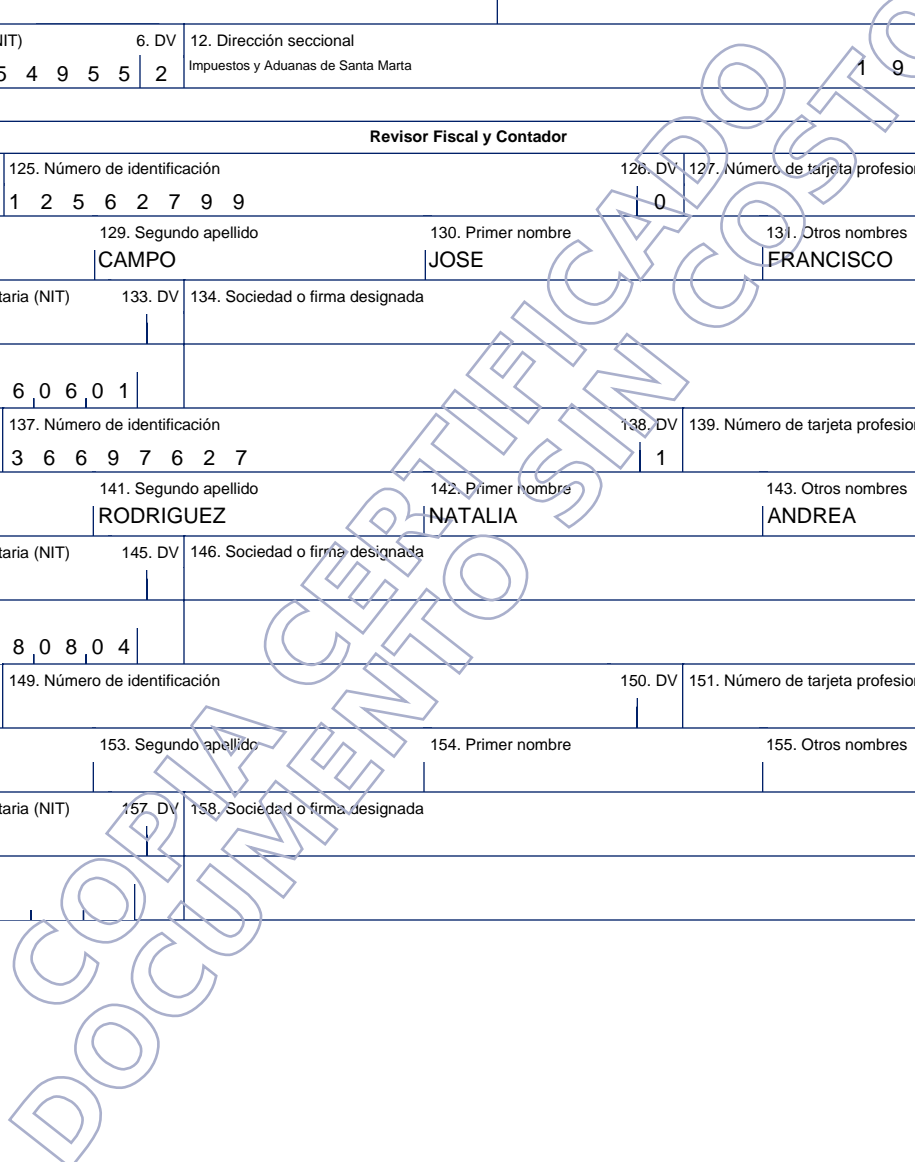 NIT) 6. DV 12. Dirección seccional
5 4 9 5 5 2 Impuestos y Aduanas de Santa Marta 1 9
Revisor Fiscal y Contador
125. Número de identificación 126. DV 127. Número de tarjeta profesion
1 2 5 6 2 7 9 9 0
129. Segundo apellido 130. Primer nombre 131. Otros nombres
CAMPO JOSE FRANCISCO
taria (NIT) 133. DV 134. Sociedad o firma designada
6 0 6 0 1
137. Número de identificación 138. DV 139. Número de tarjeta profesion
3 6 6 9 7 6 2 7 1
141. Segundo apellido 142. Primer nombre 143. Otros nombres
RODRIGUEZ NATALIA ANDREA
taria (NIT) 145. DV 146. Sociedad o firma designada
8 0 8 0 4
149. Número de identificación 150. DV 151. Número de tarjeta profesion
153. Segundo apellido 154. Primer nombre 155. Otros nombres
taria (NIT) 157. DV 158. Sociedad o firma designada
COPIA CERTIFICADO
DOCUMENTO SIN COSTO